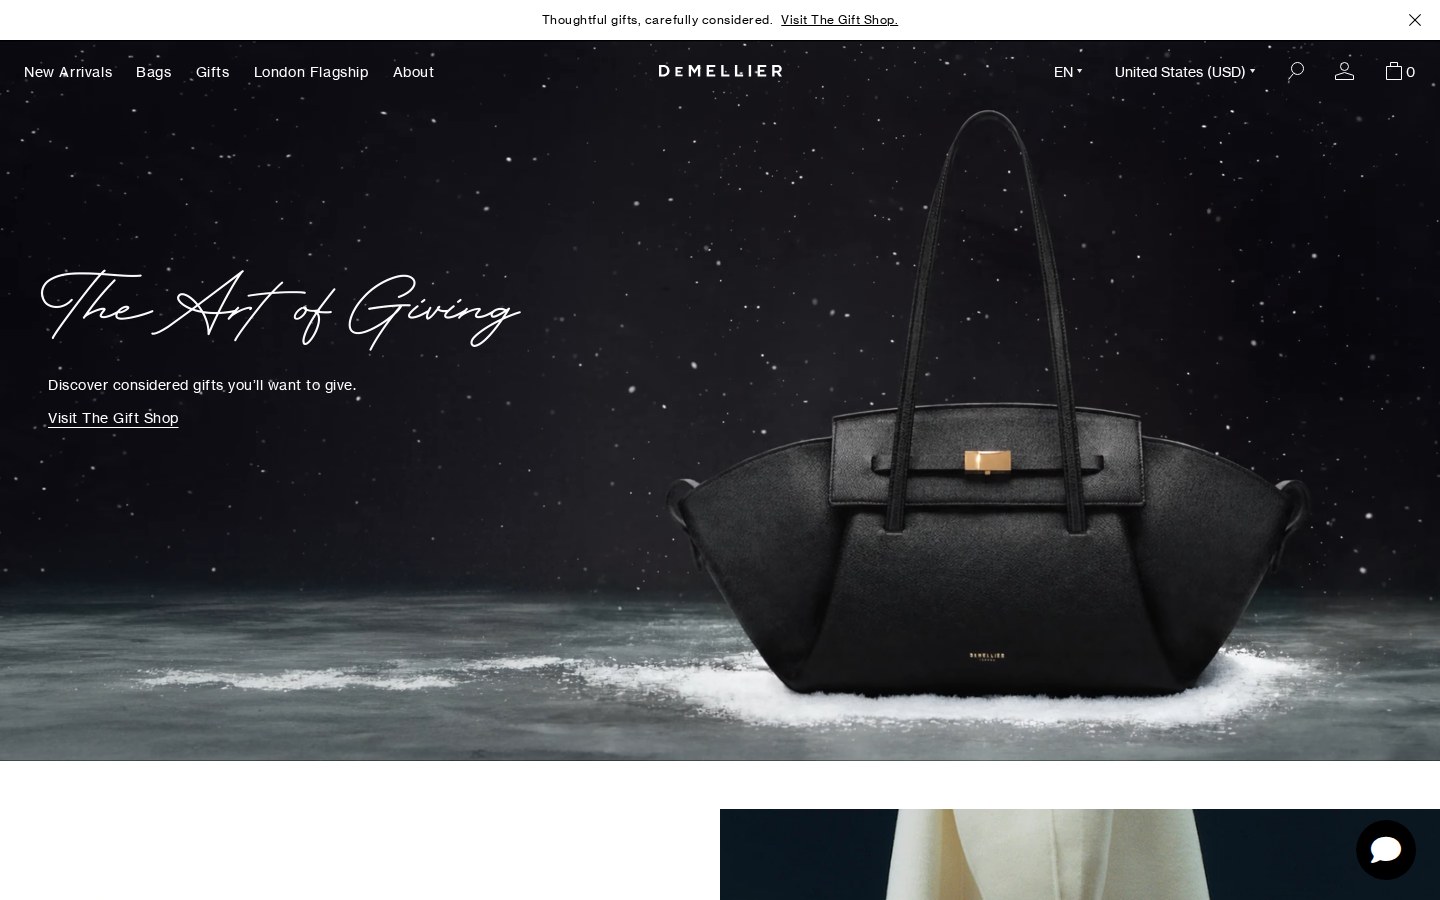 Thoughtful gifts, carefully considered. Visit The Gift Shop.
New Arrivals Bags Gifts London Flagship About
DEMELLIER
EN United States (USD) 0
The Art of Giving
Discover considered gifts you'll want to give.
Visit The Gift Shop
DEMELLIER